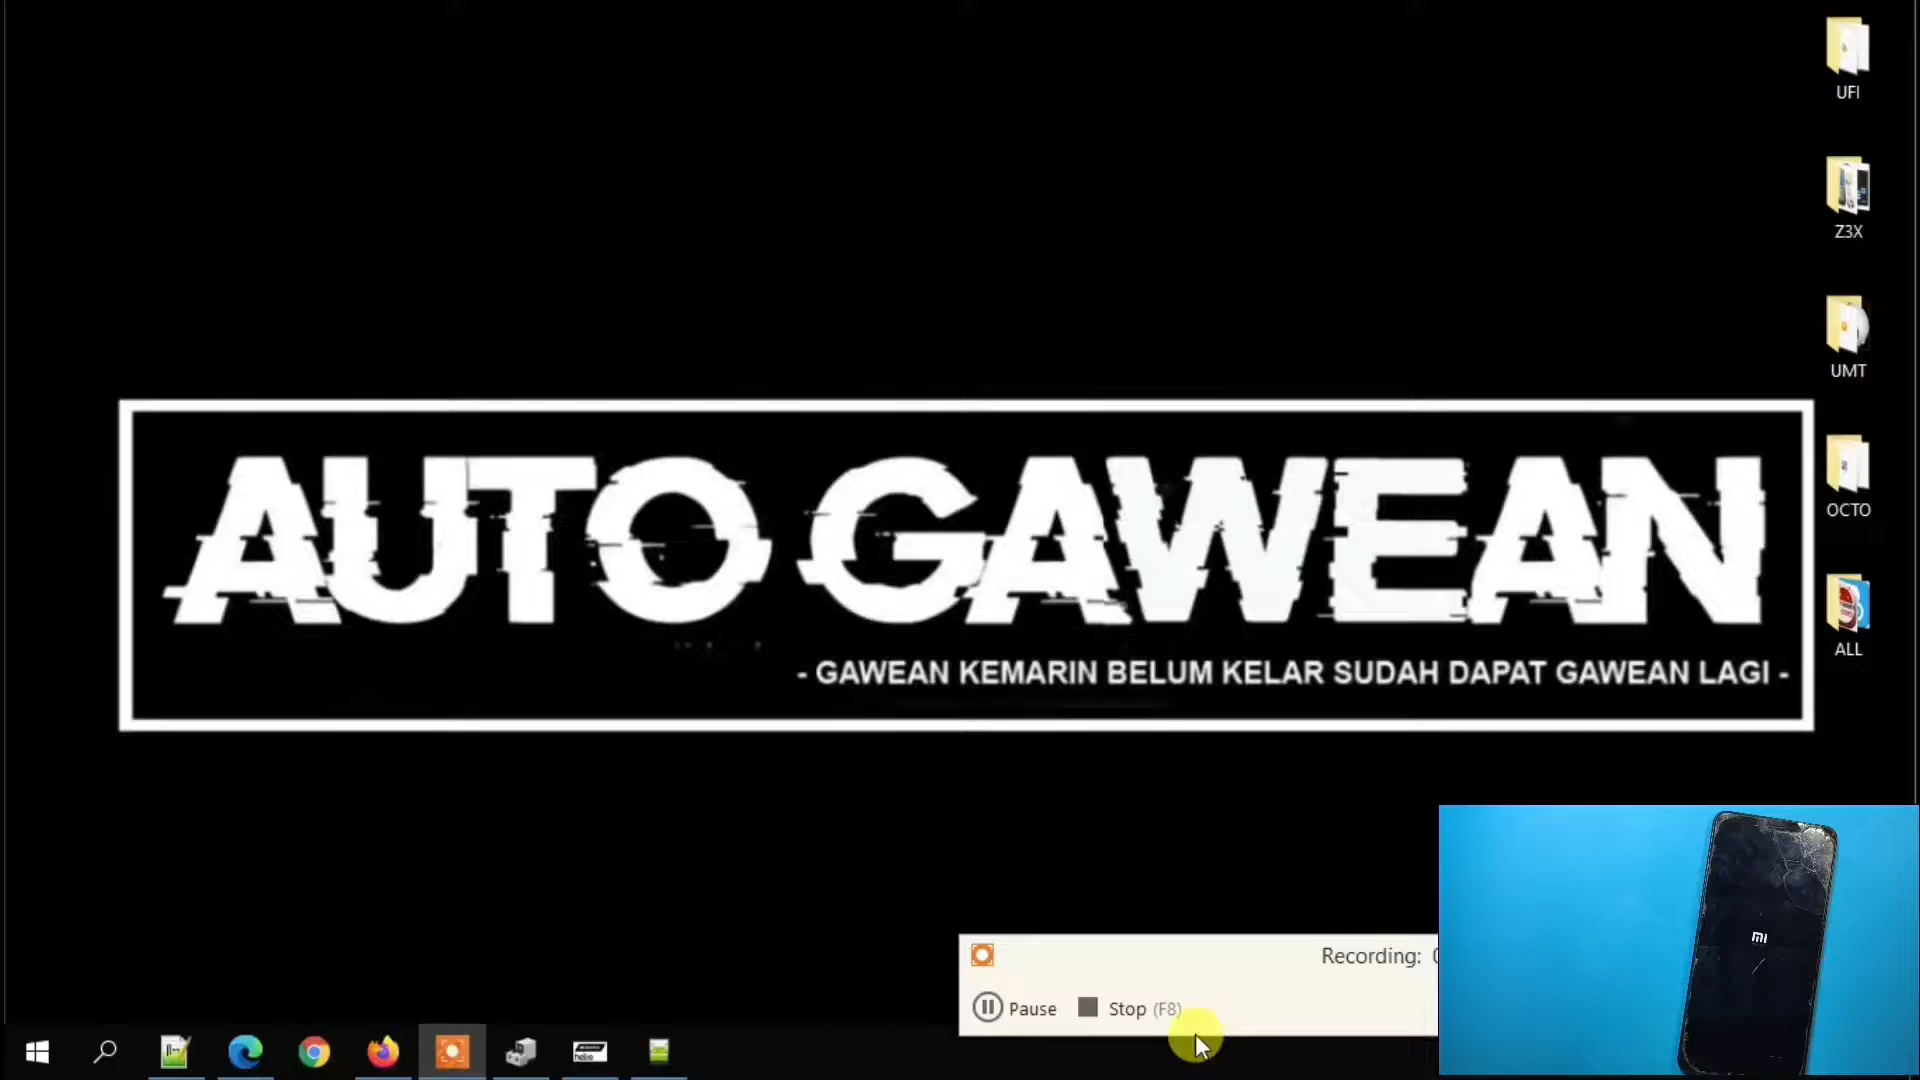 UFI
Z3X
UMT
OCTO
ALL
AUTO GAWEAN
- GAWEAN KEMARIN BELUM KELAR SUDAH DAPAT GAWEAN LAGI -
Recording:
Pause
Stop (F8)
mi